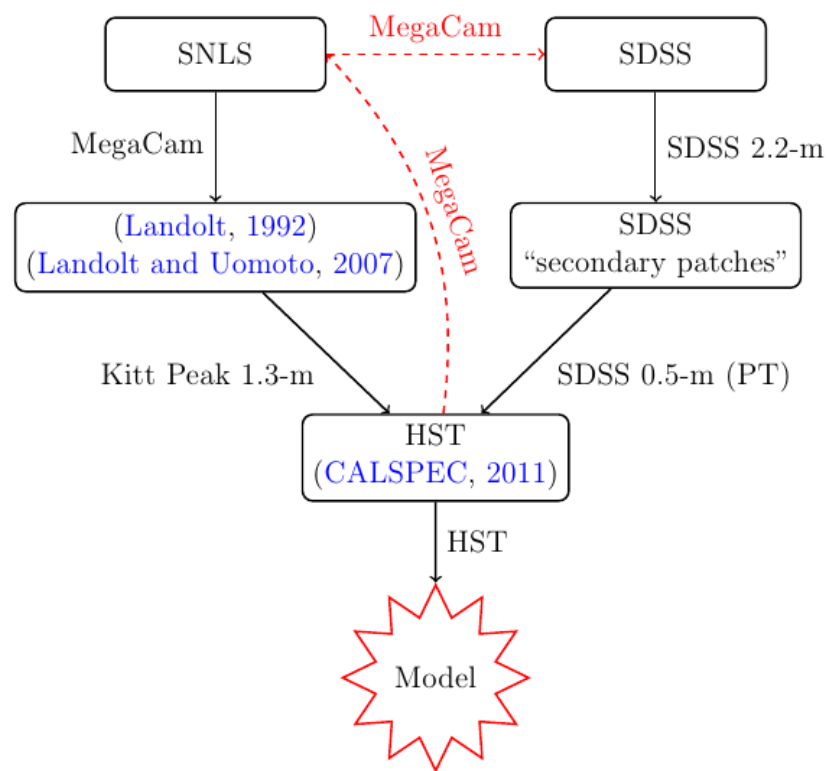 MegaCam
SNLS
SDSS
MegaCam
SDSS 2.2-m
MegaCam
(Landolt, 1992)
(Landolt and Uomoto, 2007)
SDSS
“secondary patches”
Kitt Peak 1.3-m
SDSS 0.5-m (PT)
HST
(CALSPEC, 2011)
HST
Model